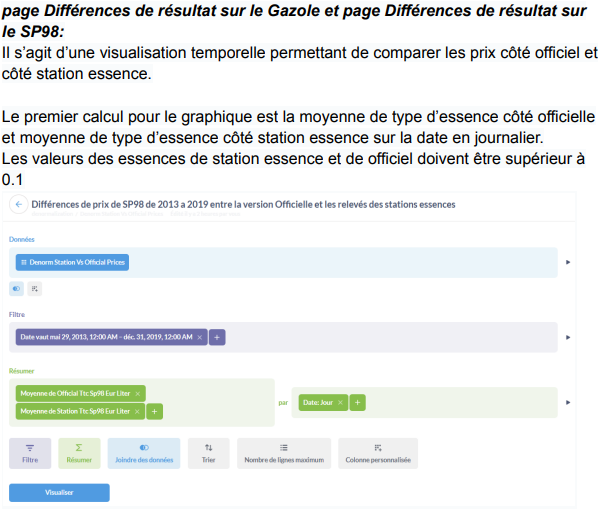 page Différences de résultat sur le Gazole et page Différences de résultat sur
le SP98:
Il s'agit d'une visualisation temporelle permettant de comparer les prix côté officiel et
côté station essence.
Le premier calcul pour le graphique est la moyenne de type d'essence côté officielle
et moyenne de type d'essence côté station essence sur la date en journalier.
Les valeurs des essences de station essence et de officiel doivent être supérieur à
0.1
Différences de prix de SP98 de 2013 a 2019 entre la version Officielle et les relevés des stations essences
Données
Denorm Station Vs Official Prices
Filtre
Date vaut mai 29, 2013, 12:00 AM – déc. 31, 2019, 12:00 AM × +
Résumer
Moyenne de Official Ttc Sp98 Eur Liter ×
Moyenne de Station Ttc Sp98 Eur Liter × +
par
Date: Jour × +
Filtre
Résumer
Joindre des données
Trier
Nombre de lignes maximum
Colonne personnalisée
Visualiser